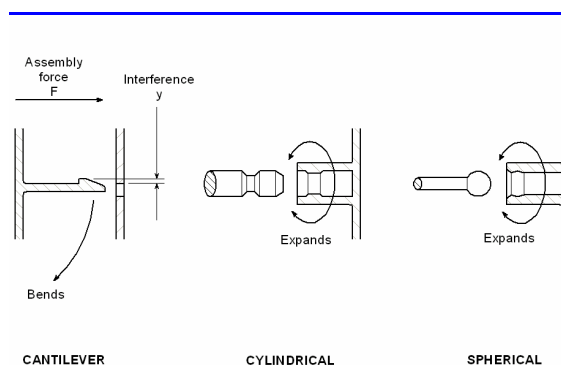 Assembly
force
F
Interference
y
Bends
Expands
Expands
CANTILEVER
CYLINDRICAL
SPHERICAL